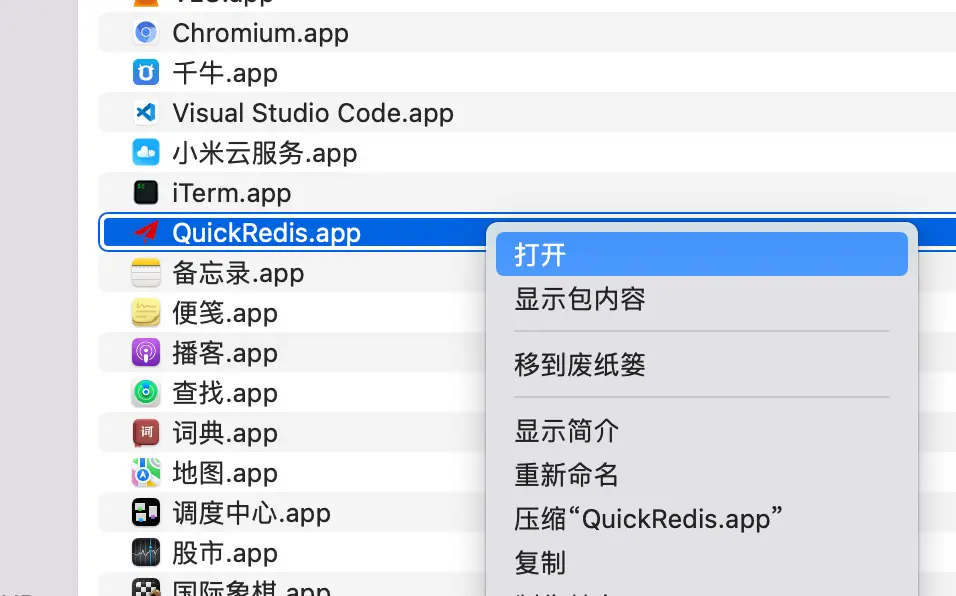 Chromium.app
千牛.app
Visual Studio Code.app
小米云服务.app
iTerm.app
QuickRedis.app
备忘录.app
便笺.app
播客.app
查找.app
词
词典.app
地图.app
调度中心.app
股市.app
国际象棋.app
打开
显示包内容
移到废纸篓
显示简介
重新命名
压缩“QuickRedis.app”
复制